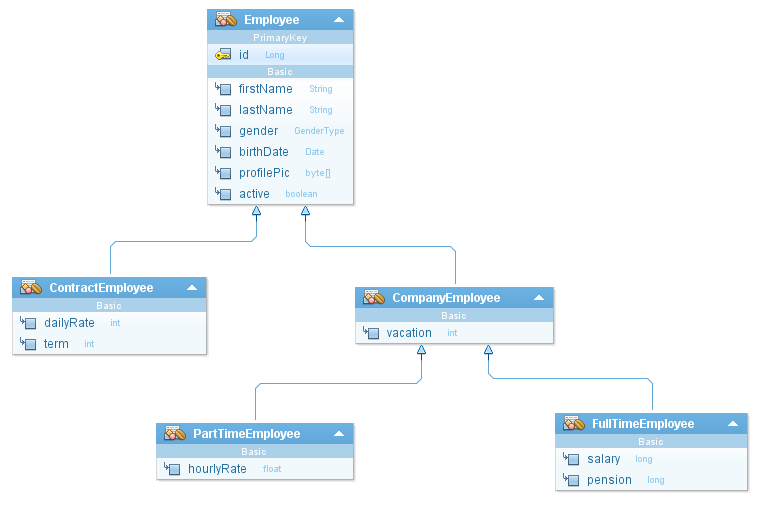 Employee
PrimaryKey
id Long
Basic
firstName String
lastName String
gender GenderType
birthDate Date
profilePic byte[]
active boolean
ContractEmployee
Basic
dailyRate int
term int
CompanyEmployee
Basic
vacation int
PartTimeEmployee
Basic
hourlyRate float
FullTimeEmployee
Basic
salary long
pension long